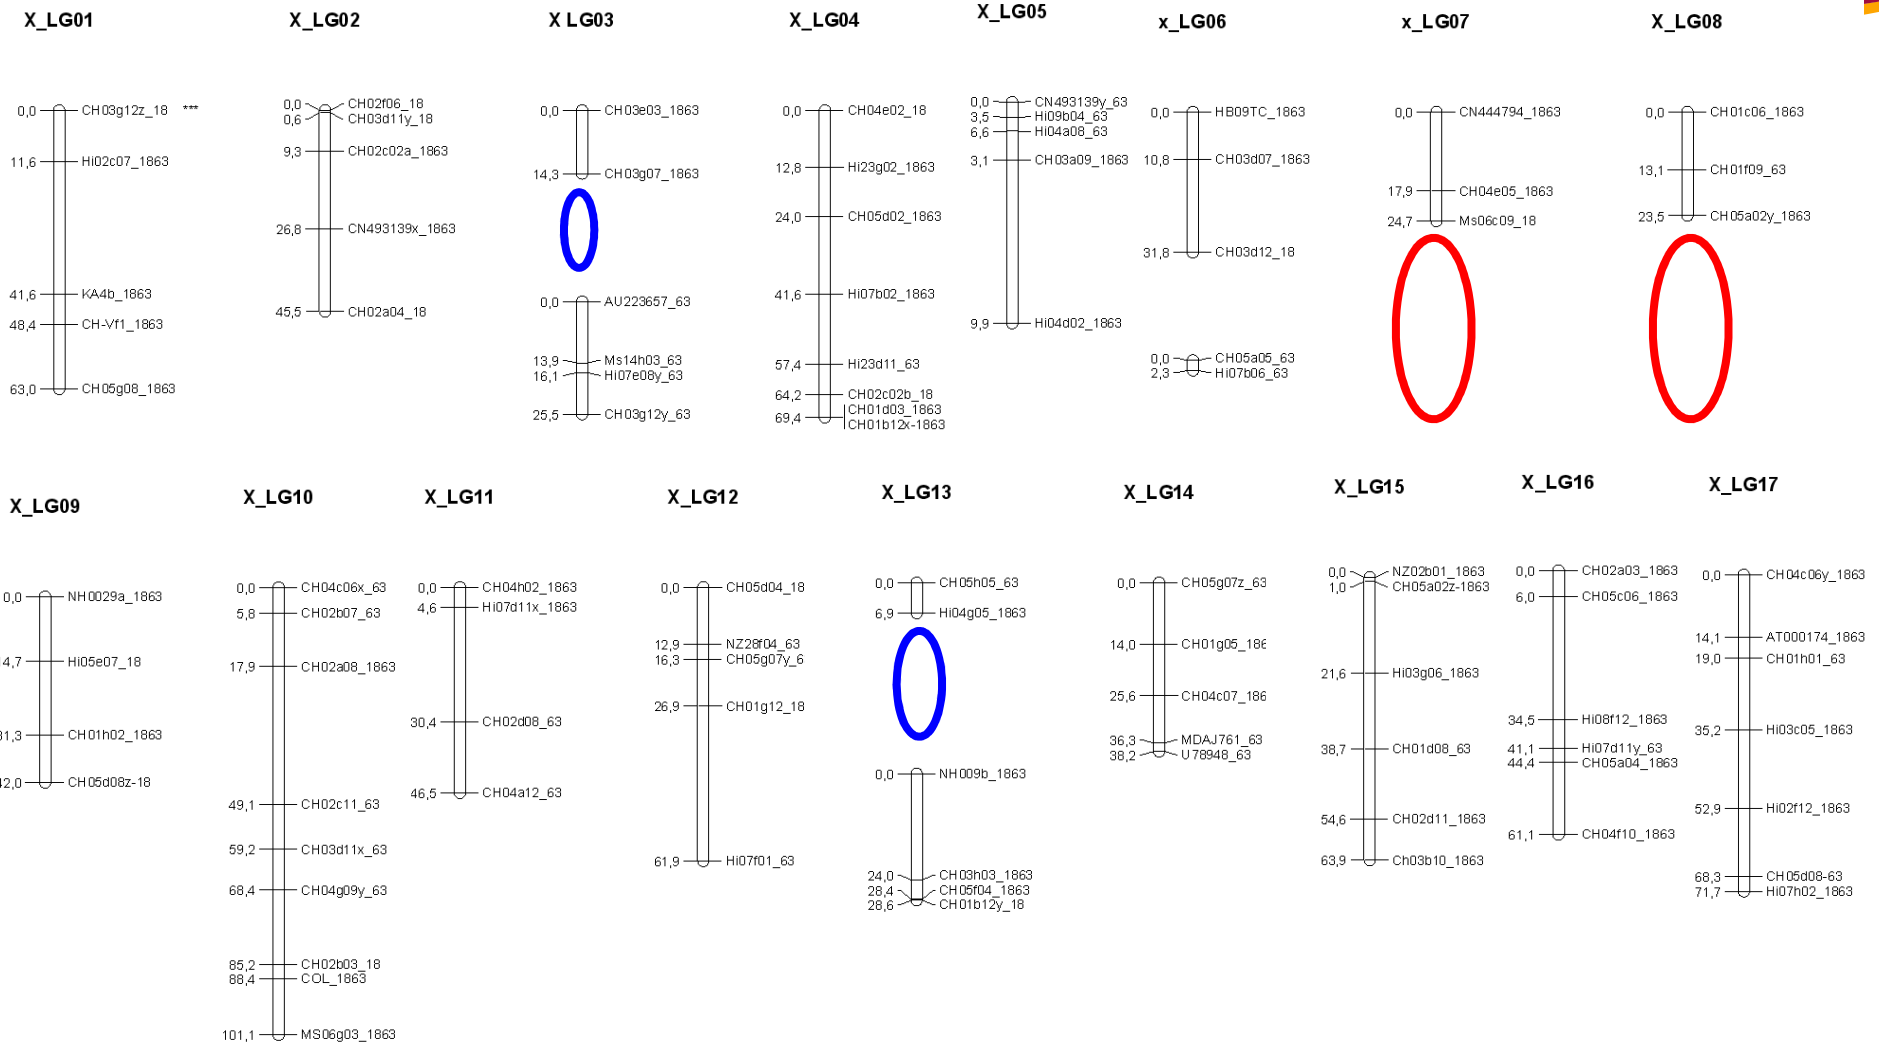 X_LG01
0,0 CH03g12z_18 ***
11,6 Hi02c07_1863
41,6 KA4b_1863
48,4 CH-Vf1_1863
63,0 CH05g08_1863
X_LG02
0,0 CH02f06_18
0,6 CH03d11y_18
9,3 CH02c02a_1863
26,8 CN493139x_1863
45,5 CH02a04_18
X LG03
0,0 CH03e03_1863
14,3 CH03g07_1863
0,0 AU223657_63
13,9 Ms14h03_63
16,1 Hi07e08y_63
25,5 CH03g12y_63
X_LG04
0,0 CH04e02_18
12,8 Hi23g02_1863
24,0 CH05d02_1863
41,6 Hi07b02_1863
57,4 Hi23d11_63
64,2 CH02c02b_18
CH01d03_1863
69,4 CH01b12x-1863
X_LG05
0,0 CN493139y_63
3,5 Hi09b04_63
6,6 Hi04a08_63
3,1 CH03a09_1863
9,9 Hi04d02_1863
x_LG06
0,0 HB09TC_1863
10,8 CH03d07_1863
31,8 CH03d12_18
0,0 CH05a05_63
2,3 Hi07b06_63
x_LG07
0,0 CN444794_1863
17,9 CH04e05_1863
24,7 Ms06c09_18
X_LG08
0,0 CH01c06_1863
13,1 CH01f09_63
23,5 CH05a02y_1863
X_LG09
0,0 NH0029a_1863
4,7 Hi05e07_18
31,3 CH01h02_1863
42,0 CH05d08z-18
X_LG10
0,0 CH04c06x_63
5,8 CH02b07_63
17,9 CH02a08_1863
49,1 CH02c11_63
59,2 CH03d11x_63
68,4 CH04g09y_63
85,2 CH02b03_18
88,4 COL_1863
101,1 MS06g03_1863
X_LG11
0,0 CH04h02_1863
4,6 Hi07d11x_1863
30,4 CH02d08_63
46,5 CH04a12_63
X_LG12
0,0 CH05d04_18
12,9 NZ28f04_63
16,3 CH05g07y_6
26,9 CH01g12_18
61,9 Hi07f01_63
X_LG13
0,0 CH05h05_63
6,9 Hi04g05_1863
0,0 NH009b_1863
24,0 CH03h03_1863
28,4 CH05f04_1863
28,6 CH01b12y_18
X_LG14
0,0 CH05g07z_63
14,0 CH01g05_186
25,6 CH04c07_186
36,3 MDAJ761_63
38,2 U78948_63
X_LG15
0,0 NZ02b01_1863
1,0 CH05a02z-1863
21,6 Hi03g06_1863
38,7 CH01d08_63
54,6 CH02d11_1863
63,9 Ch03b10_1863
X_LG16
0,0 CH02a03_1863
6,0 CH05c06_1863
34,5 Hi08f12_1863
41,1 Hi07d11y_63
44,4 CH05a04_1863
61,1 CH04f10_1863
X_LG17
0,0 CH04c06y_1863
14,1 AT000174_1863
19,0 CH01h01_63
35,2 Hi03c05_1863
52,9 Hi02f12_1863
68,3 CH05d08-63
71,7 Hi07h02_1863